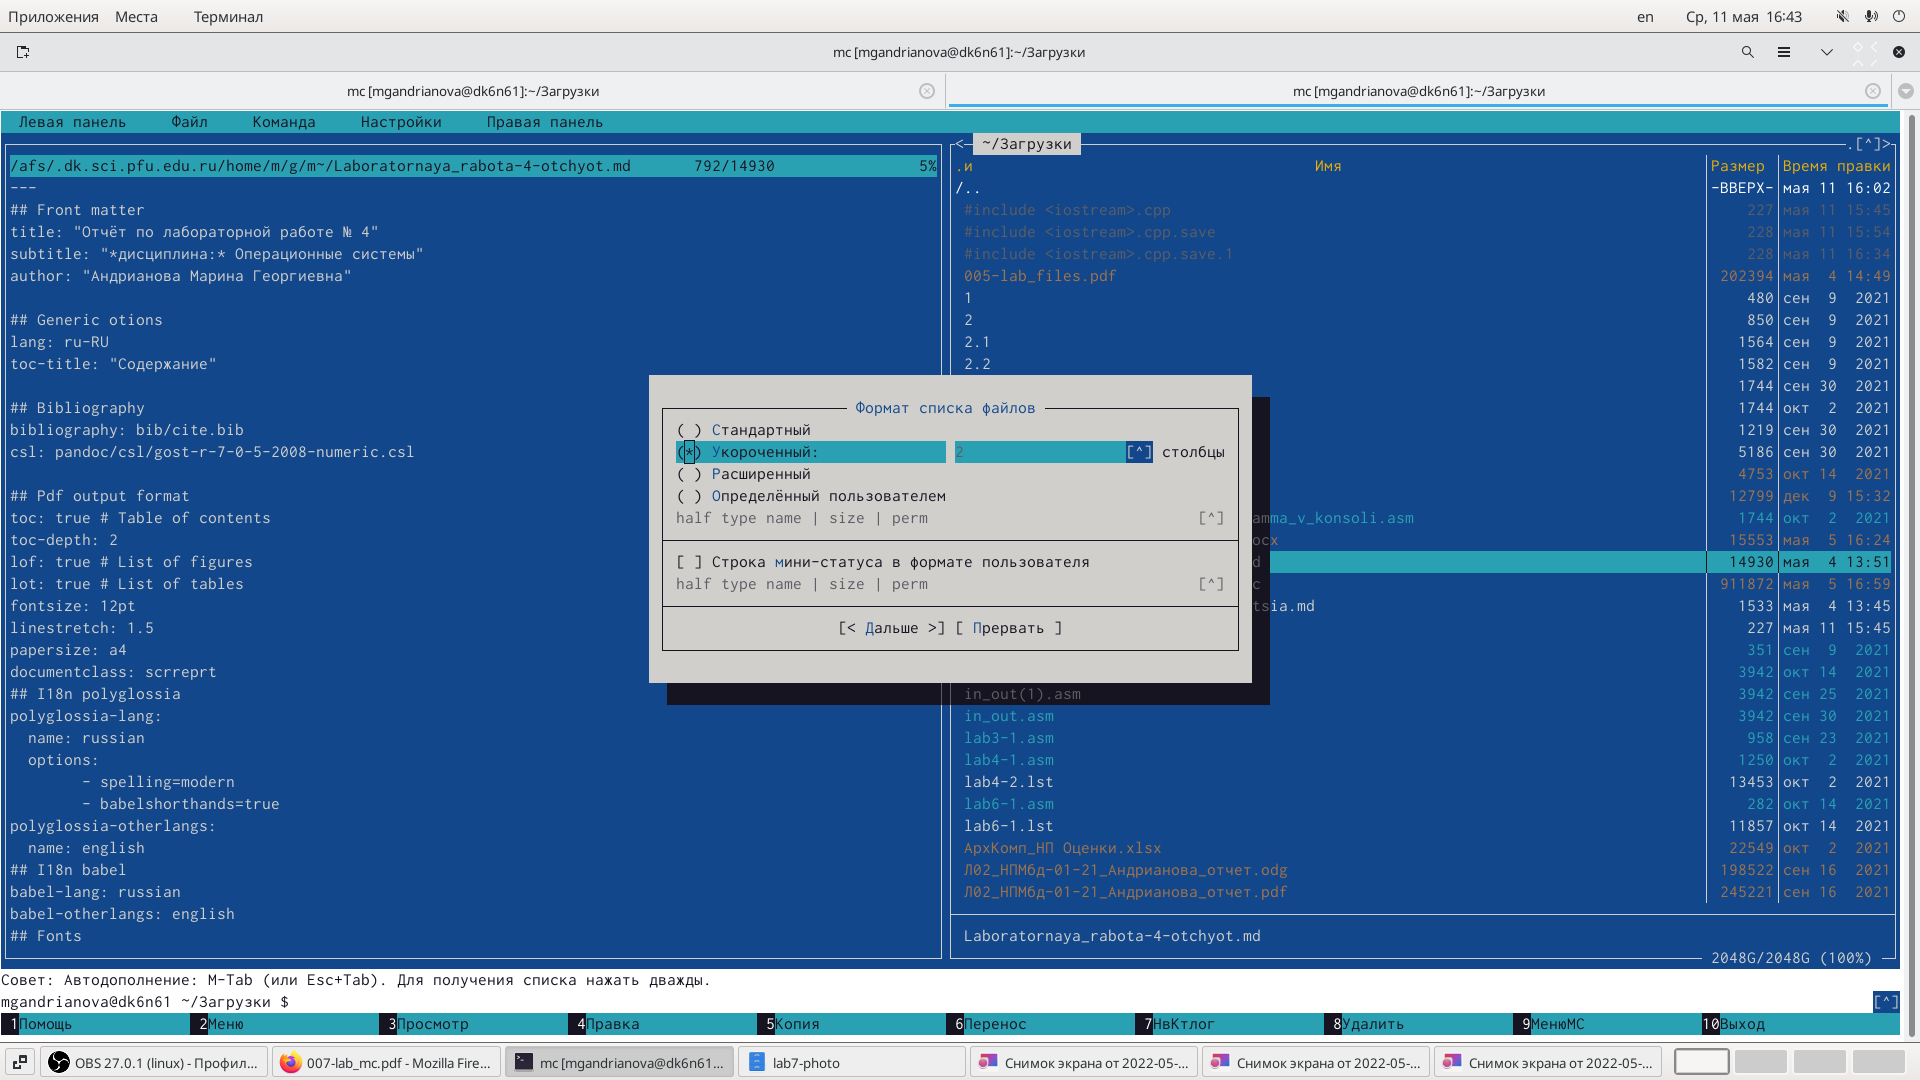 Приложения Места Терминал en Ср, 11 мая 16:43
mc [mgandrianova@dk6n61]:~/Загрузки
mc [mgandrianova@dk6n61]:~/Загрузки mc [mgandrianova@dk6n61]:~/Загрузки
Левая панель Файл Команда Настройки Правая панель
<─ ~/Загрузки .[^]>
/afs/.dk.sci.pfu.edu.ru/home/m/g/m~/Laboratornaya_rabota-4-otchyot.md 792/14930 5% .и Имя Размер Время правки
--- /.. -ВВЕРХ- мая 11 16:02
## Front matter #include <iostream>.cpp 227 мая 11 15:45
title: "Отчёт по лабораторной работе № 4" #include <iostream>.cpp.save 228 мая 11 15:54
subtitle: "*дисциплина:* Операционные системы" #include <iostream>.cpp.save.1 228 мая 11 16:34
author: "Андрианова Марина Георгиевна" 005-lab_files.pdf 202394 мая 4 14:49
1 480 сен 9 2021
## Generic otions 2 850 сен 9 2021
lang: ru-RU 2.1 1564 сен 9 2021
toc-title: "Содержание" 2.2 1582 сен 9 2021
1744 сен 30 2021
## Bibliography Формат списка файлов 1744 окт 2 2021
bibliography: bib/cite.bib ( ) Стандартный 1219 сен 30 2021
csl: pandoc/csl/gost-r-7-0-5-2008-numeric.csl (*) Укороченный: 2 [^] столбцы 5186 сен 30 2021
( ) Расширенный 4753 окт 14 2021
## Pdf output format ( ) Определённый пользователем 12799 дек 9 15:32
toc: true # Table of contents half type name | size | perm [^] amma_v_konsoli.asm 1744 окт 2 2021
toc-depth: 2 ocx 15553 мая 5 16:24
lof: true # List of figures [ ] Строка мини-статуса в формате пользователя d 14930 мая 4 13:51
lot: true # List of tables half type name | size | perm [^] c 911872 мая 5 16:59
fontsize: 12pt tsia.md 1533 мая 4 13:45
linestretch: 1.5 [< Дальше >] [ Прервать ] 227 мая 11 15:45
papersize: a4 351 сен 9 2021
documentclass: scrreprt 3942 окт 14 2021
## I18n polyglossia in_out(1).asm 3942 сен 25 2021
polyglossia-lang: in_out.asm 3942 сен 30 2021
name: russian lab3-1.asm 958 сен 23 2021
options: lab4-1.asm 1250 окт 2 2021
- spelling=modern lab4-2.lst 13453 окт 2 2021
- babelshorthands=true lab6-1.asm 282 окт 14 2021
polyglossia-otherlangs: lab6-1.lst 11857 окт 14 2021
name: english АрхКомп_НП Оценки.xlsx 22549 окт 2 2021
## I18n babel Л02_НПМбд-01-21_Андрианова_отчет.odg 198522 сен 16 2021
babel-lang: russian Л02_НПМбд-01-21_Андрианова_отчет.pdf 245221 сен 16 2021
babel-otherlangs: english
## Fonts Laboratornaya_rabota-4-otchyot.md
2048G/2048G (100%)
Совет: Автодополнение: M-Tab (или Esc+Tab). Для получения списка нажать дважды.
mgandrianova@dk6n61 ~/Загрузки $ [^]
1Помощь 2Меню 3Просмотр 4Правка 5Копия 6Перенос 7НвКтлог 8Удалить 9МенюMC 10Выход
OBS 27.0.1 (linux) - Профил... 007-lab_mc.pdf - Mozilla Fire... mc [mgandrianova@dk6n61... lab7-photo Снимок экрана от 2022-05-... Снимок экрана от 2022-05-... Снимок экрана от 2022-05-...